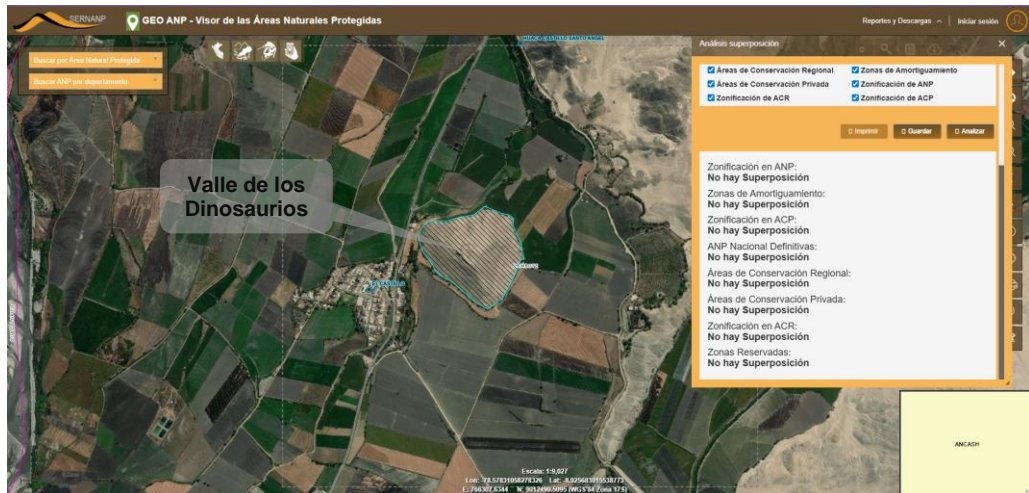 SERNANP
GEO ANP - Visor de las Áreas Naturales Protegidas
Reportes y Descargas
Iniciar sesión
Buscar por Área Natural Protegida
Buscar ANP por departamento
Análisis superposición
Áreas de Conservación Regional
Zonas de Amortiguamiento
Áreas de Conservación Privada
Zonificación de ANP
Zonificación de ACR
Zonificación de ACP
Imprimir
Guardar
Analizar
Valle de los
Dinosaurios
Zonificación en ANP:
No hay Superposición
Zonas de Amortiguamiento:
No hay Superposición
Zonificación en ACP:
No hay Superposición
ANP Nacional Definitivas:
No hay Superposición
Áreas de Conservación Regional:
No hay Superposición
Áreas de Conservación Privada:
No hay Superposición
Zonificación en ACR:
No hay Superposición
Zonas Reservadas:
No hay Superposición
ANCASH
Escala: 1:9,027